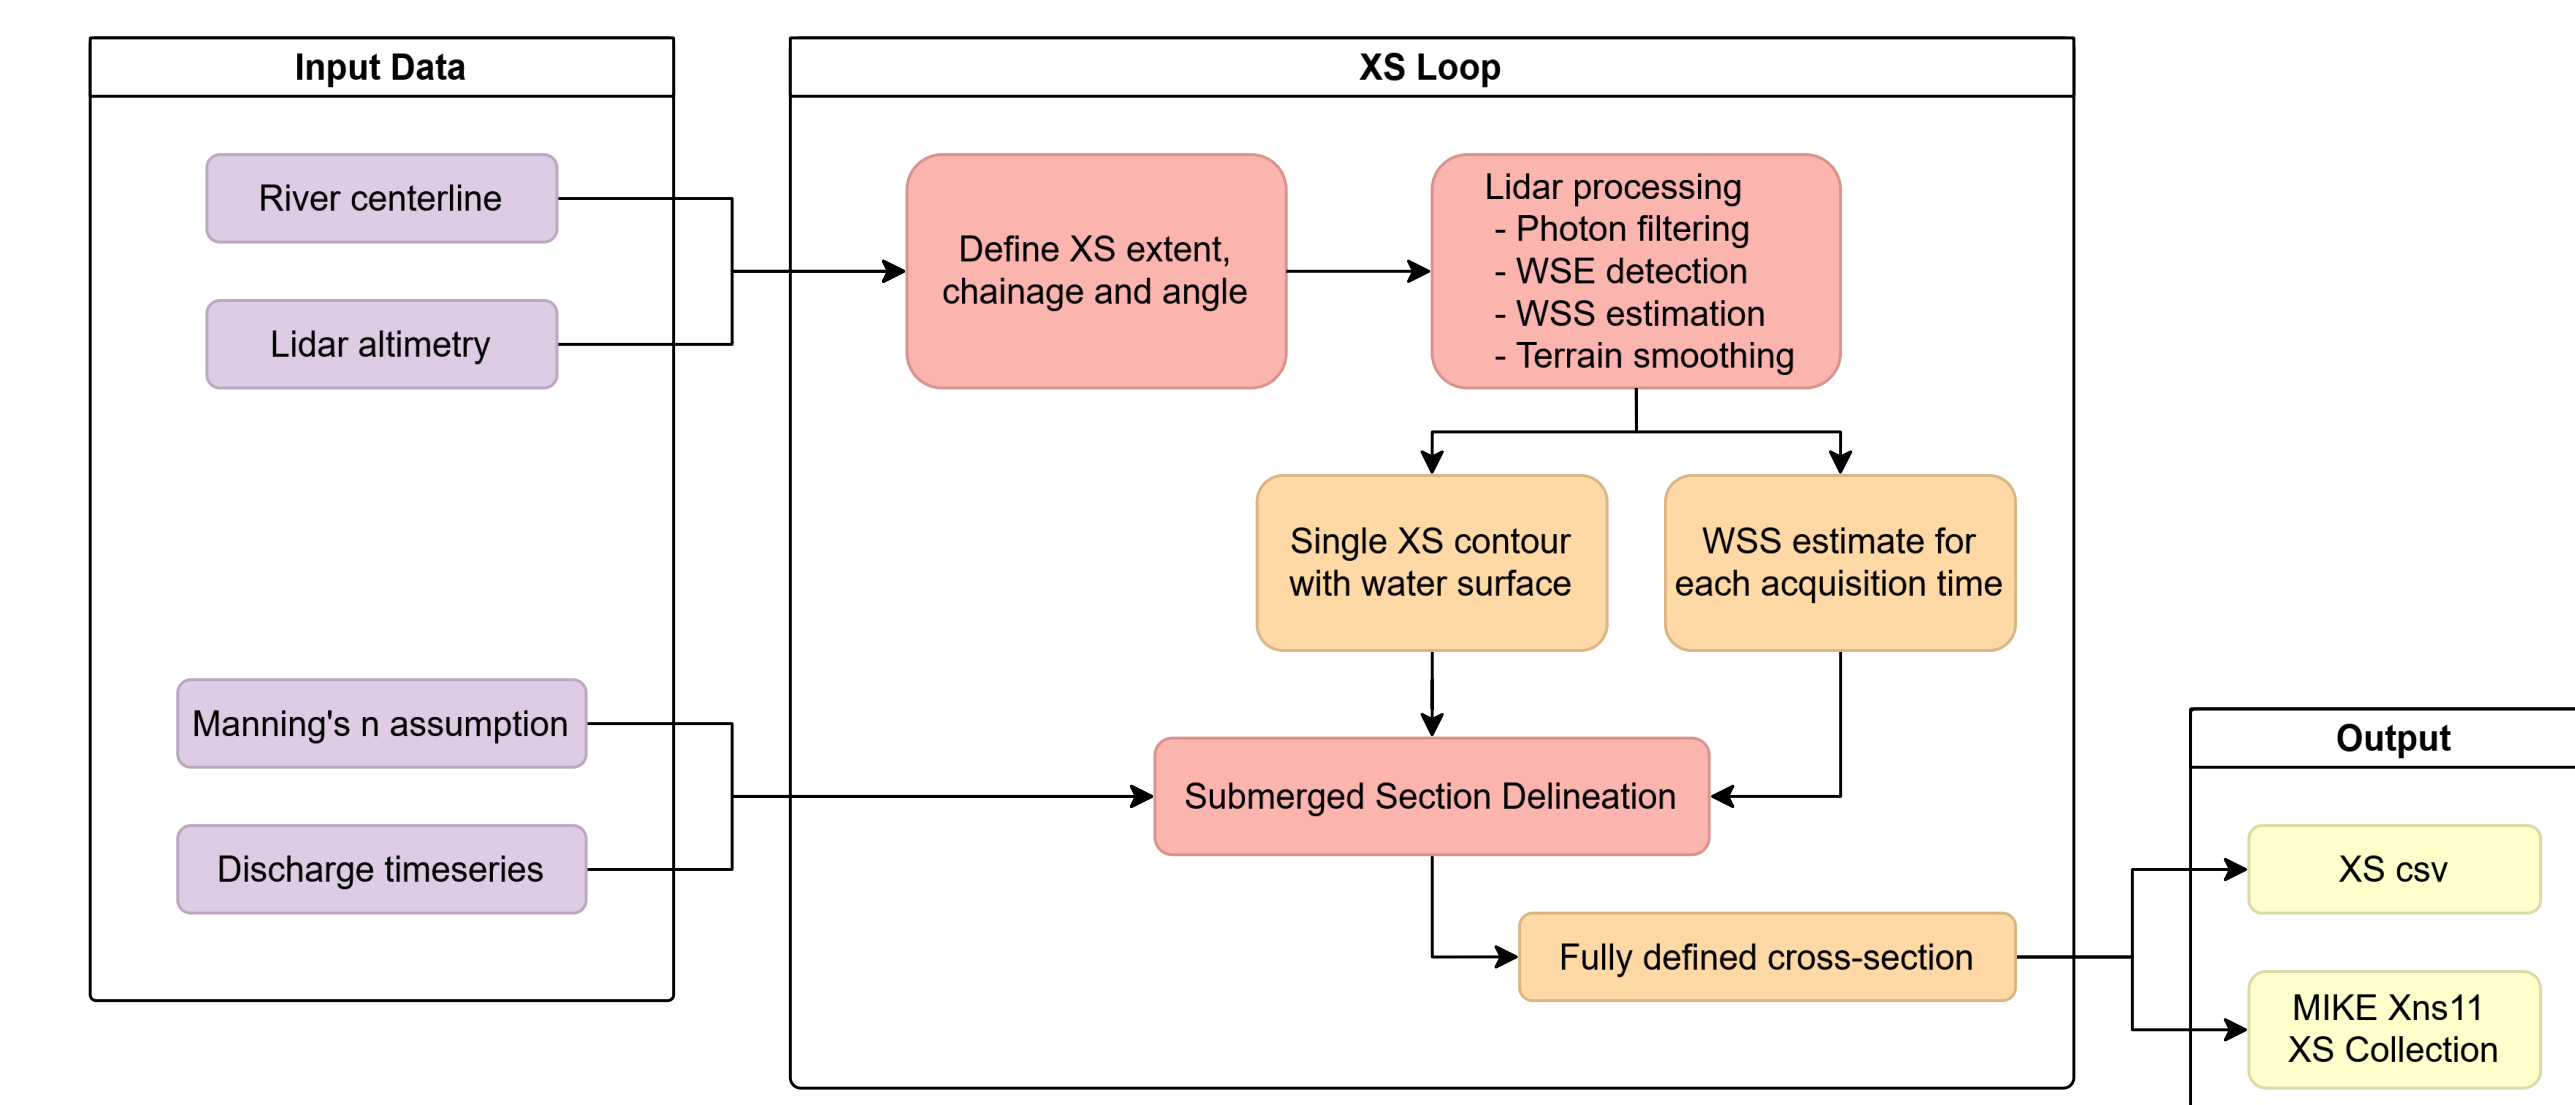 Input Data
River centerline
Lidar altimetry
Manning's n assumption
Discharge timeseries
XS Loop
Define XS extent,
chainage and angle
Lidar processing
- Photon filtering
- WSE detection
- WSS estimation
- Terrain smoothing
Single XS contour
with water surface
WSS estimate for
each acquisition time
Submerged Section Delineation
Fully defined cross-section
Output
XS csv
MIKE Xns11
XS Collection